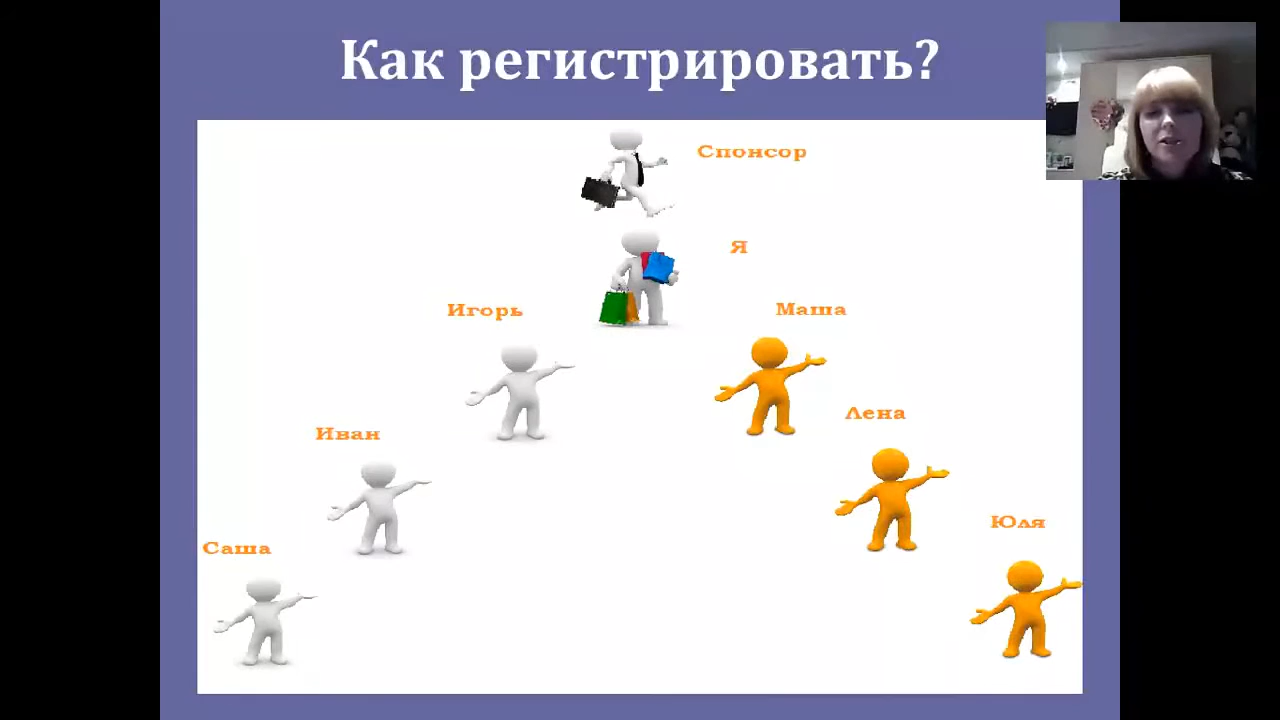 Как регистрировать?
Спонсор
Я
Игорь
Маша
Лена
Иван
Юля
Саша